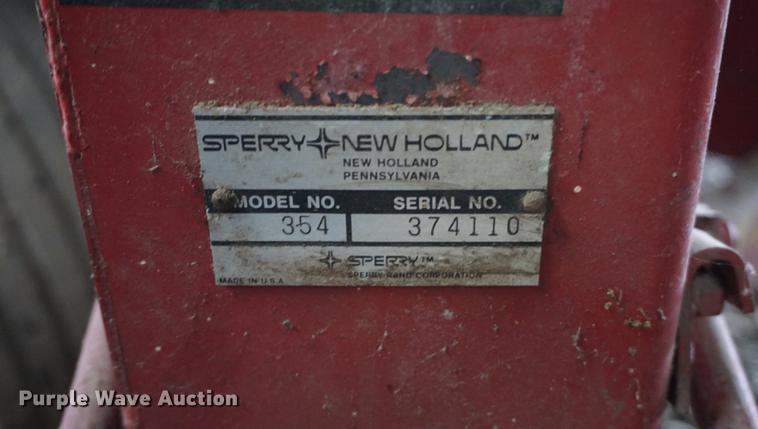 SPERRY NEW HOLLAND™
NEW HOLLAND
PENNSYLVANIA
MODEL NO. SERIAL NO.
354 374110
SPERRY™
SPERRY RAND CORPORATION
MADE IN U.S.A.
Purple Wave Auction